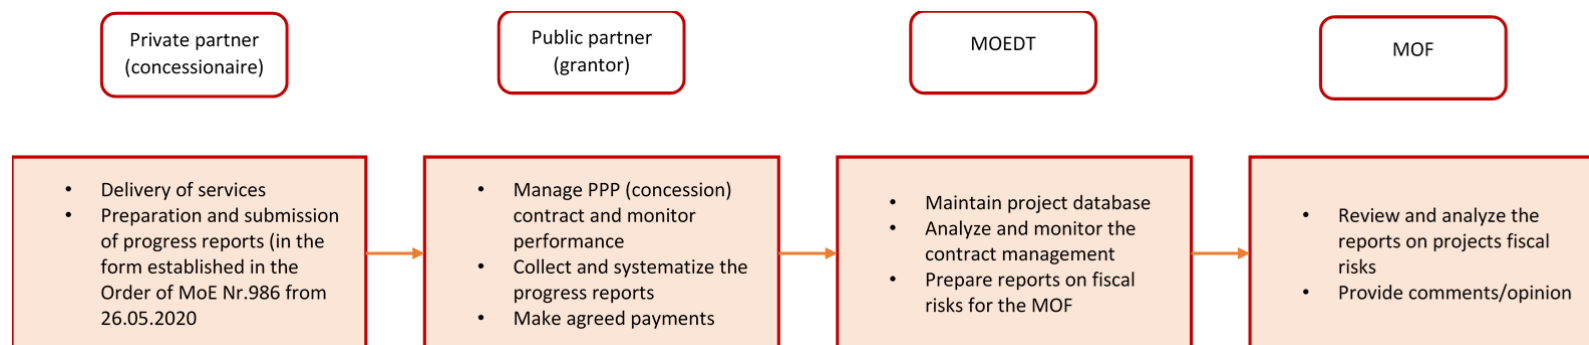 Private partner
(concessionaire)
Public partner
(grantor)
MOEDT
MOF
• Delivery of services
• Preparation and submission
of progress reports (in the
form established in the
Order of MoE Nr.986 from
26.05.2020
• Manage PPP (concession)
contract and monitor
performance
• Collect and systematize the
progress reports
• Make agreed payments
• Maintain project database
• Analyze and monitor the
contract management
• Prepare reports on fiscal
risks for the MOF
• Review and analyze the
reports on projects fiscal
risks
• Provide comments/opinion